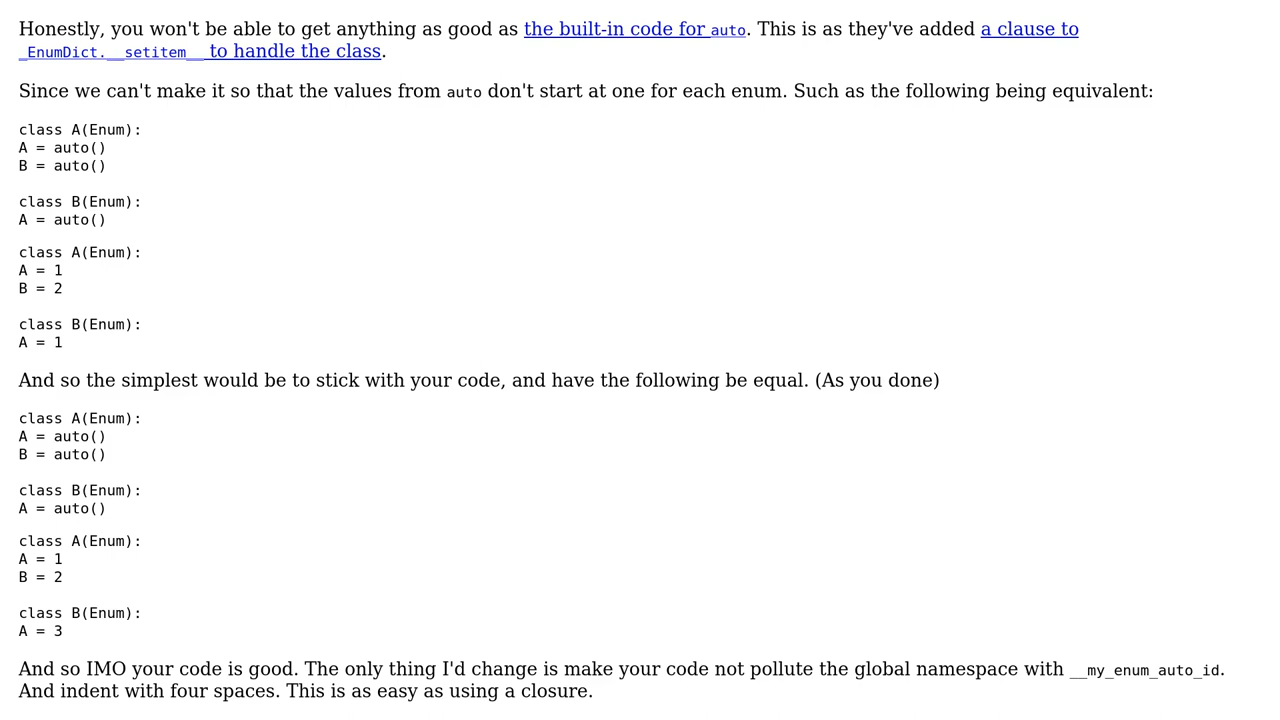 Honestly, you won't be able to get anything as good as the built-in code for auto. This is as they've added a clause to
_EnumDict.__setitem__ to handle the class.
Since we can't make it so that the values from auto don't start at one for each enum. Such as the following being equivalent:
class A(Enum):
A = auto()
B = auto()
class B(Enum):
A = auto()
class A(Enum):
A = 1
B = 2
class B(Enum):
A = 1
And so the simplest would be to stick with your code, and have the following be equal. (As you done)
class A(Enum):
A = auto()
B = auto()
class B(Enum):
A = auto()
class A(Enum):
A = 1
B = 2
class B(Enum):
A = 3
And so IMO your code is good. The only thing I'd change is make your code not pollute the global namespace with __my_enum_auto_id.
And indent with four spaces. This is as easy as using a closure.